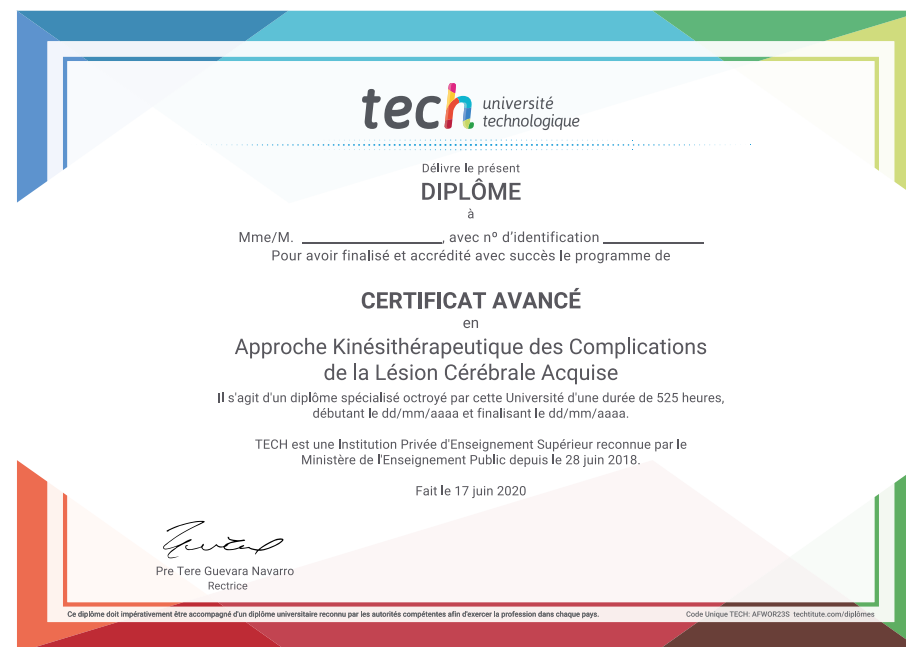 tech université
technologique
Délivre le présent
DIPLÔME
à
Mme/M. ____________________, avec nº d'identification ______________
Pour avoir finalisé et accrédité avec succès le programme de
CERTIFICAT AVANCÉ
en
Approche Kinésithérapeutique des Complications
de la Lésion Cérébrale Acquise
Il s'agit d'un diplôme spécialisé octroyé par cette Université d'une durée de 525 heures,
débutant le dd/mm/aaaa et finalisant le dd/mm/aaaa.
TECH est une Institution Privée d'Enseignement Supérieur reconnue par le
Ministère de l'Enseignement Public depuis le 28 juin 2018.
Fait le 17 juin 2020
Pre Tere Guevara Navarro
Rectrice
Ce diplôme doit impérativement être accompagné d'un diplôme universitaire reconnu par les autorités compétentes afin d'exercer la profession dans chaque pays.
Code Unique TECH: AFWOR23S techtitute.com/diplômes